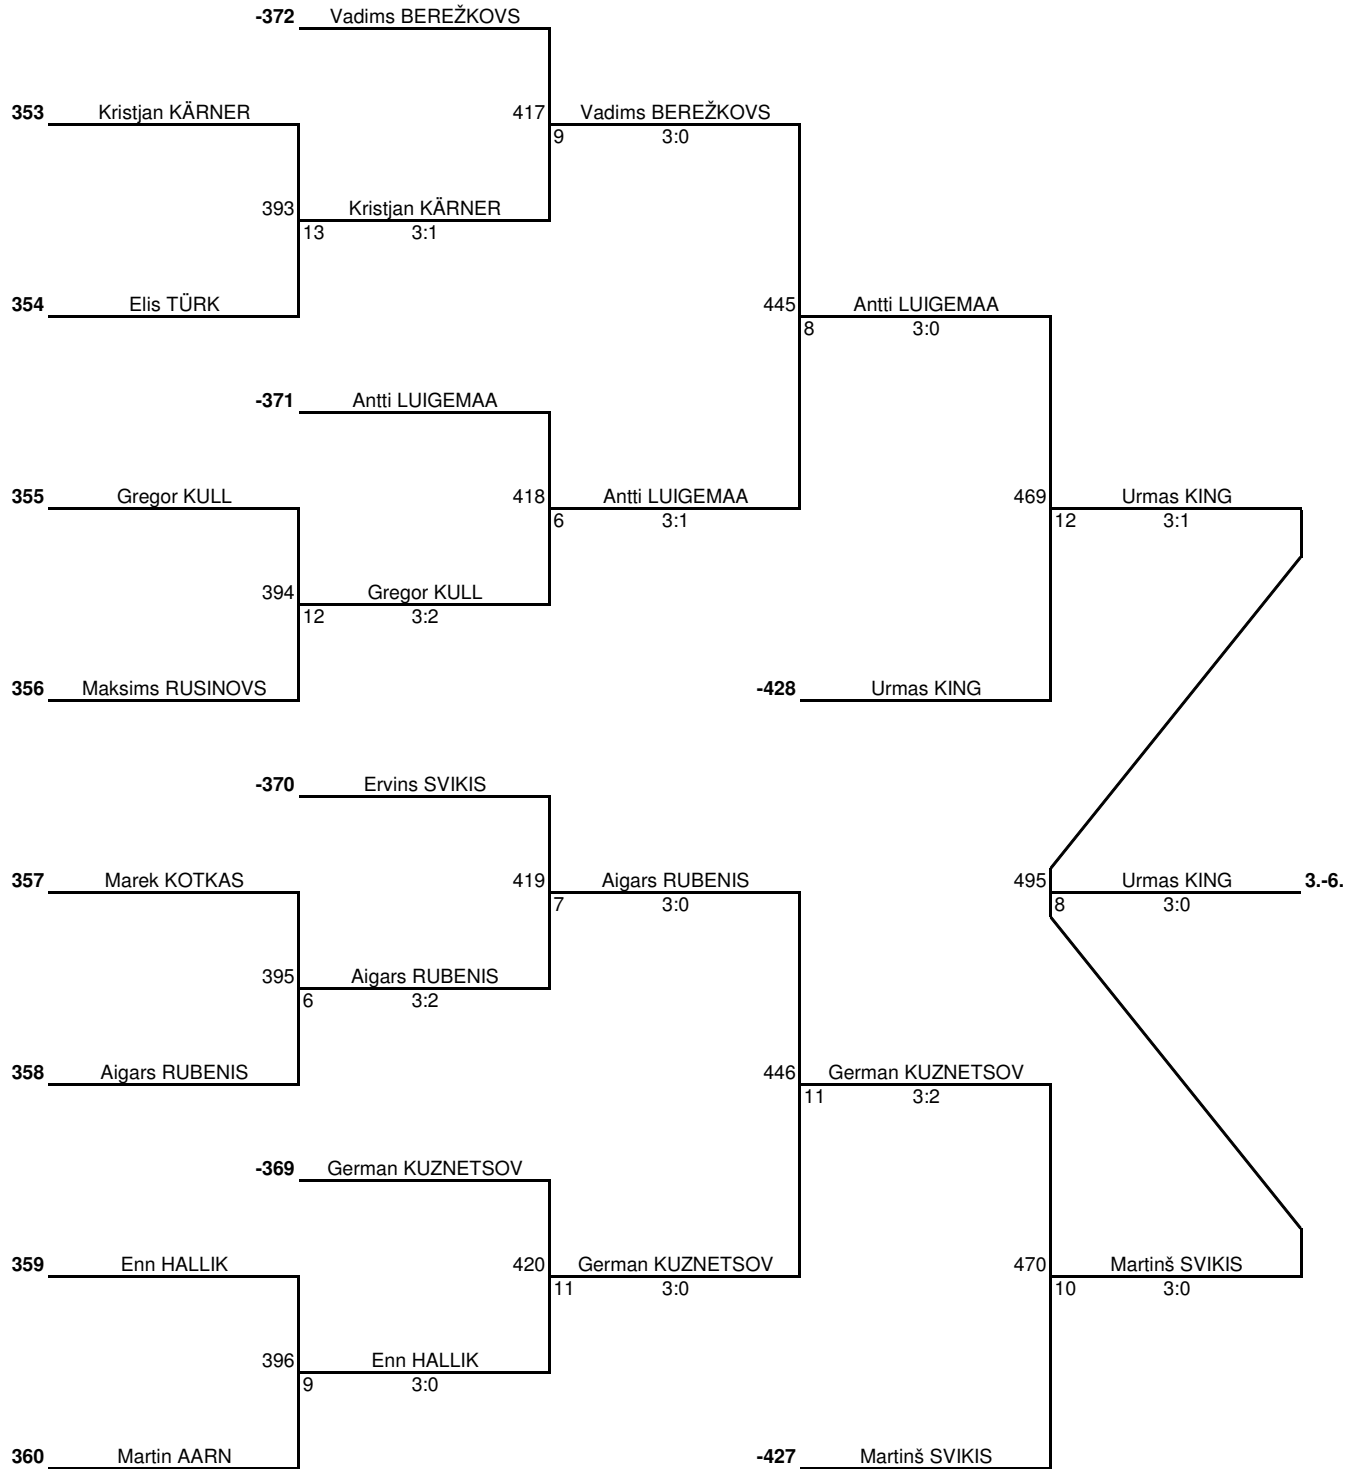 -372 Vadims BEREŽKOVS
353 Kristjan KÄRNER 417 Vadims BEREŽKOVS
9 3:0
393 Kristjan KÄRNER
13 3:1
354 Elis TÜRK 445 Antti LUIGEMAA
8 3:0
-371 Antti LUIGEMAA
355 Gregor KULL 418 Antti LUIGEMAA 469 Urmas KING
6 3:1 12 3:1
394 Gregor KULL
12 3:2
356 Maksims RUSINOVS -428 Urmas KING
-370 Ervins SVIKIS
357 Marek KOTKAS 419 Aigars RUBENIS 495 Urmas KING 3.-6.
7 3:0 8 3:0
395 Aigars RUBENIS
6 3:2
358 Aigars RUBENIS 446 German KUZNETSOV
11 3:2
-369 German KUZNETSOV
359 Enn HALLIK 420 German KUZNETSOV 470 Martinš SVIKIS
11 3:0 10 3:0
396 Enn HALLIK
9 3:0
360 Martin AARN -427 Martinš SVIKIS